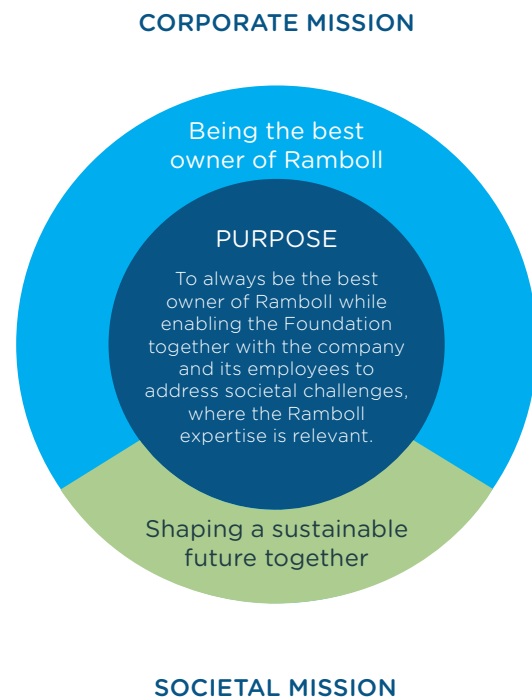 CORPORATE MISSION
Being the best
owner of Ramboll
PURPOSE
To always be the best
owner of Ramboll while
enabling the Foundation
together with the company
and its employees to
address societal challenges,
where the Ramboll
expertise is relevant.
Shaping a sustainable
future together
SOCIETAL MISSION